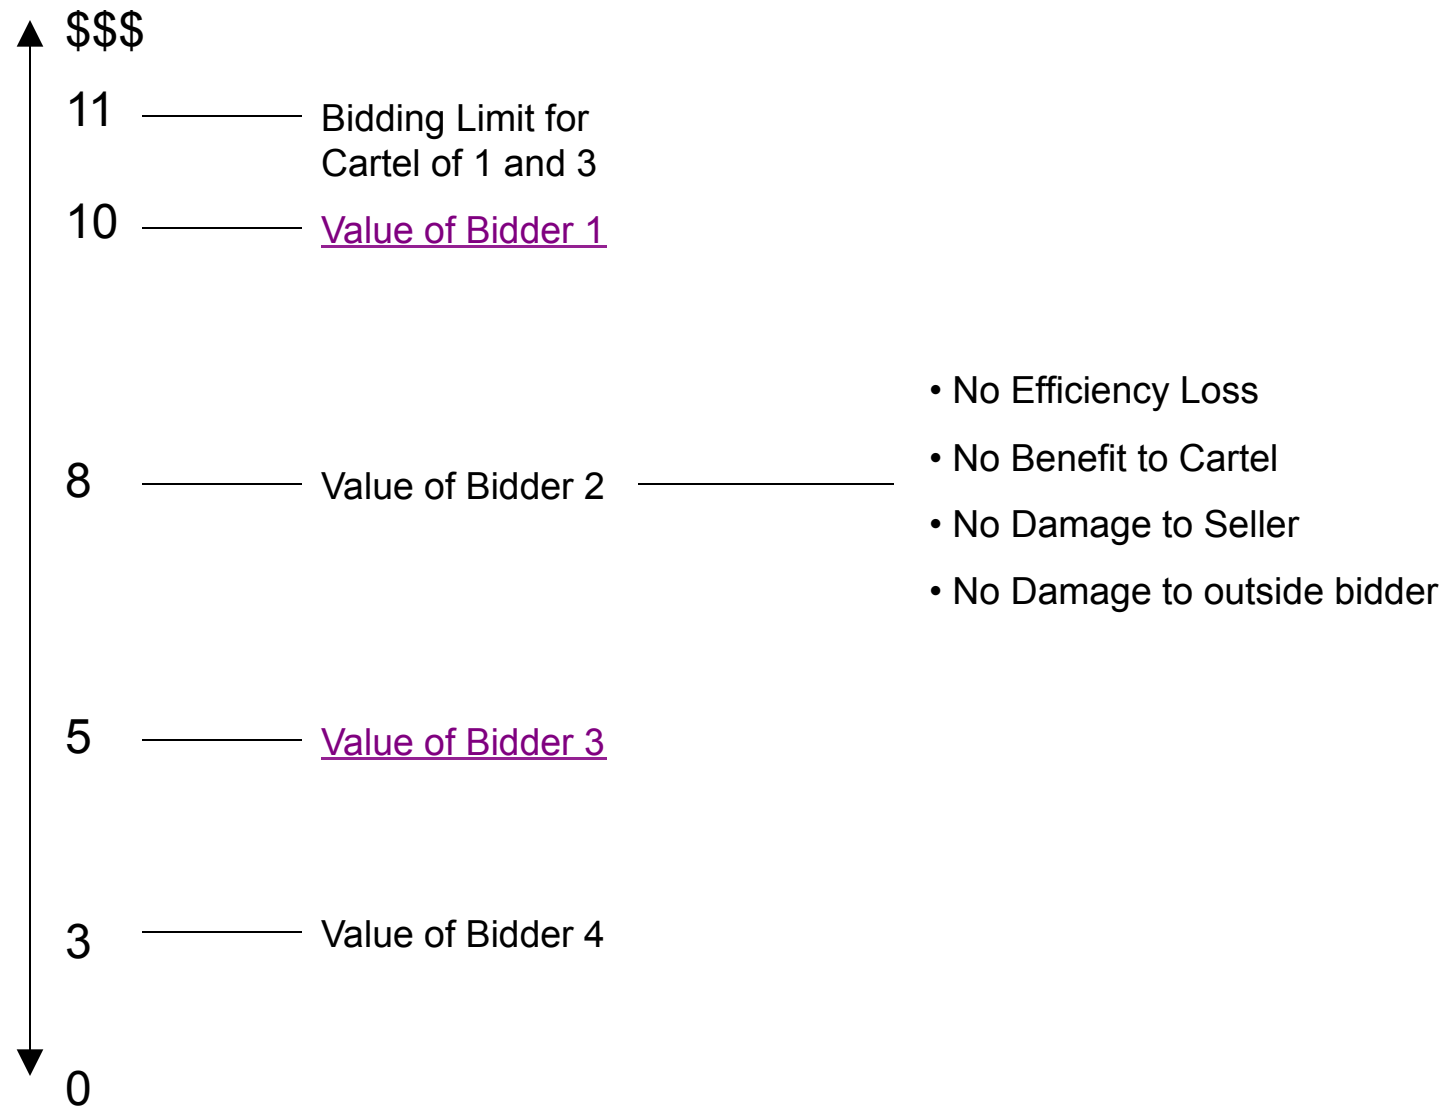 $$$
11
Bidding Limit for
Cartel of 1 and 3
10
Value of Bidder 1
8
Value of Bidder 2
• No Efficiency Loss
• No Benefit to Cartel
• No Damage to Seller
• No Damage to outside bidder
5
Value of Bidder 3
3
Value of Bidder 4
0